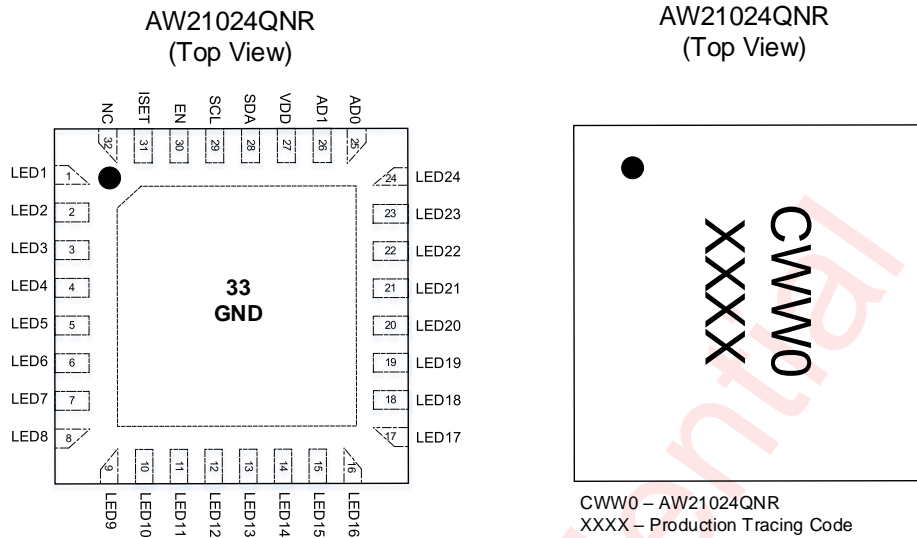 AW21024QNR
(Top View)
NC ISET EN SCL SDA VDD AD1 AD0
32 31 30 29 28 27 26 25
LED1 1 24 LED24
LED2 2 23 LED23
LED3 3 22 LED22
LED4 4 21 LED21
LED5 5 20 LED20
LED6 6 19 LED19
LED7 7 18 LED18
LED8 8 17 LED17
33
GND
9 10 11 12 13 14 15 16
LED9 LED10 LED11 LED12 LED13 LED14 LED15 LED16
AW21024QNR
(Top View)
CWW0
XXXX
CWW0 – AW21024QNR
XXXX – Production Tracing Code